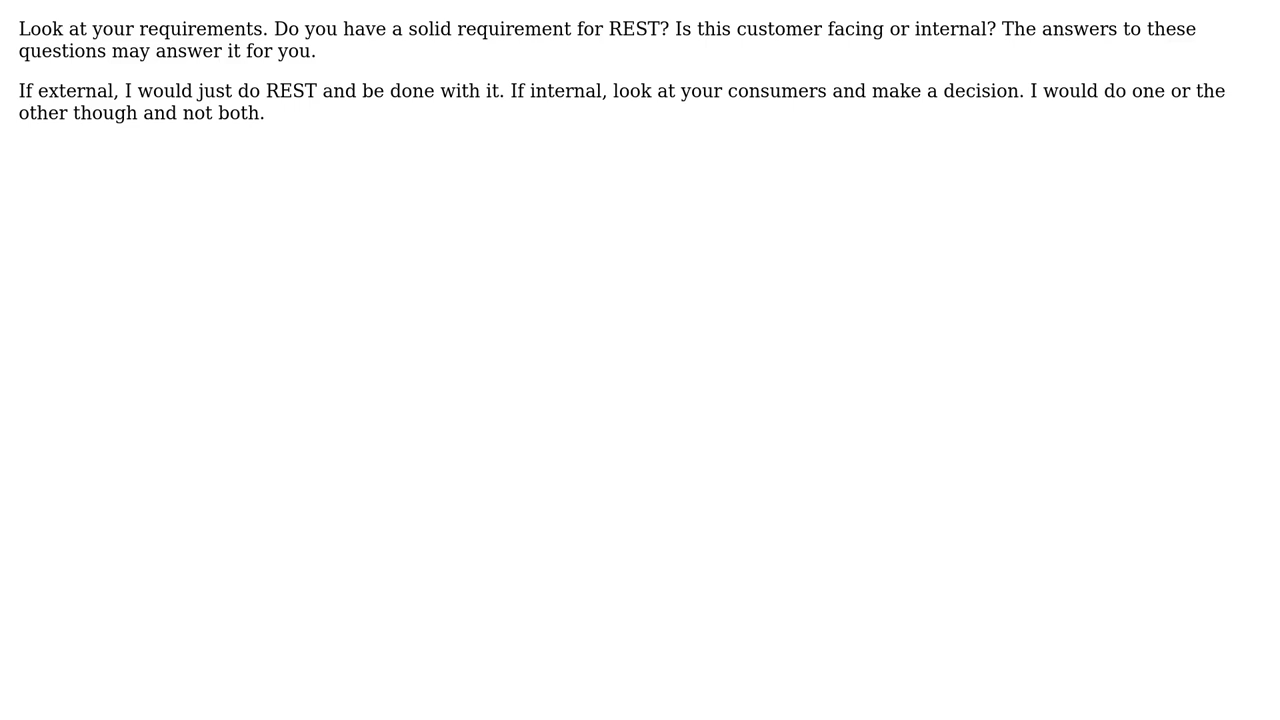 Look at your requirements. Do you have a solid requirement for REST? Is this customer facing or internal? The answers to these
questions may answer it for you.
If external, I would just do REST and be done with it. If internal, look at your consumers and make a decision. I would do one or the
other though and not both.